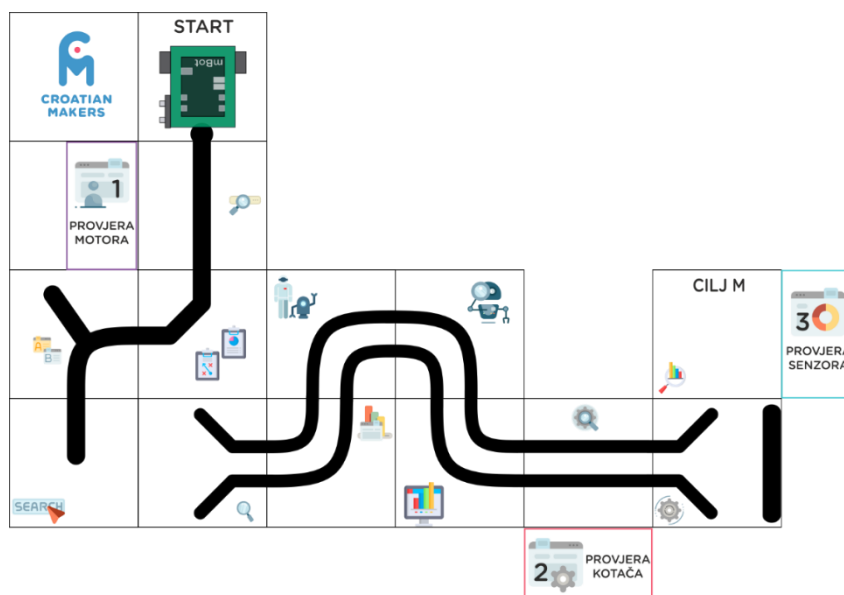 START
mBot
CROATIAN
MAKERS
1
PROVJERA
MOTORA
CILJ M
3
PROVJERA
SENZORA
A
B
SEARCH
2
PROVJERA
KOTAČA